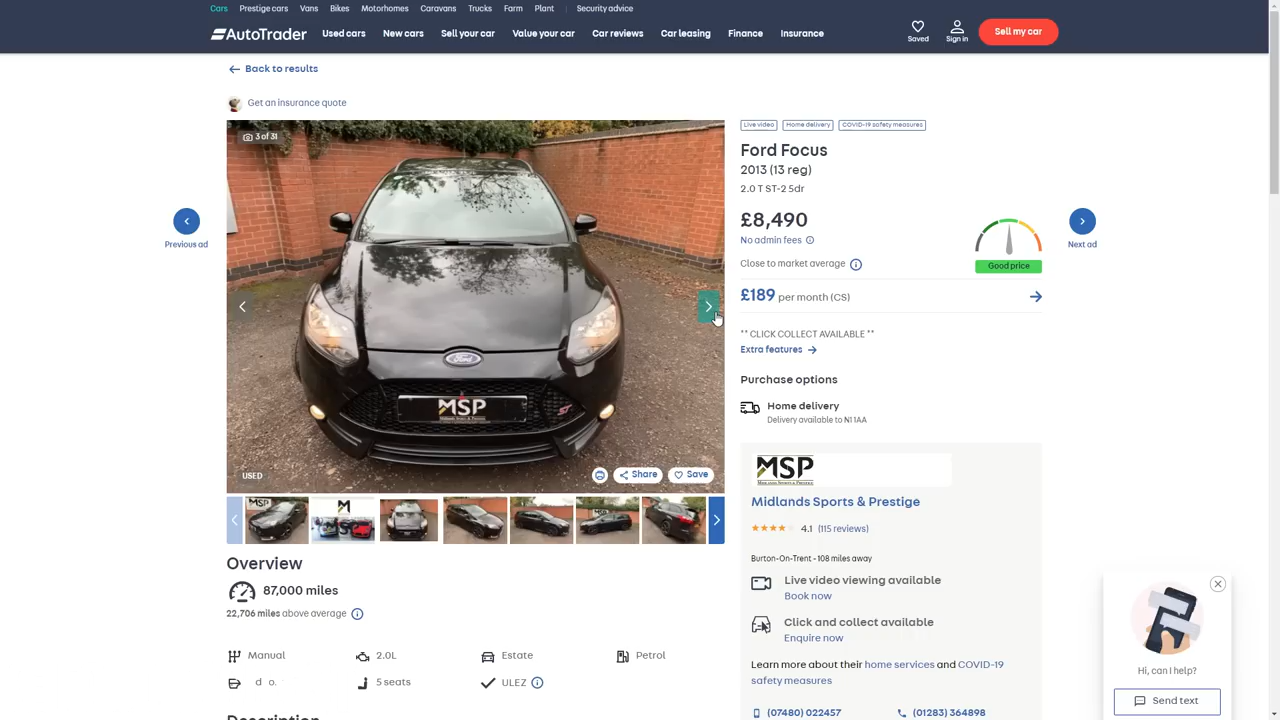 Cars Prestige cars Vans Bikes Motorhomes Caravans Trucks Farm Plant Security advice
AutoTrader Used cars New cars Sell your car Value your car Car reviews Car leasing Finance Insurance Saved Sign in Sell my car
Back to results
Get an insurance quote
3 of 31
MSP
ST
Ford
USED
Share
Save
Previous ad
Next ad
Live video Home delivery COVID-19 safety measures
Ford Focus
2013 (13 reg)
2.0 T ST-2 5dr
£8,490
No admin fees
Close to market average
Good price
£189 per month (CS)
** CLICK COLLECT AVAILABLE **
Extra features
Purchase options
Home delivery
Delivery available to N1 1AA
MSP
MIDLANDS SPORTS & PRESTIGE
Midlands Sports & Prestige
4.1 (115 reviews)
Burton-On-Trent - 108 miles away
Live video viewing available
Book now
Click and collect available
Enquire now
Learn more about their home services and COVID-19
safety measures
(07480) 022457 (01283) 364898
Overview
87,000 miles
22,706 miles above average
Manual 2.0L Estate Petrol
5 seats ULEZ
Description
Hi, can I help?
Send text